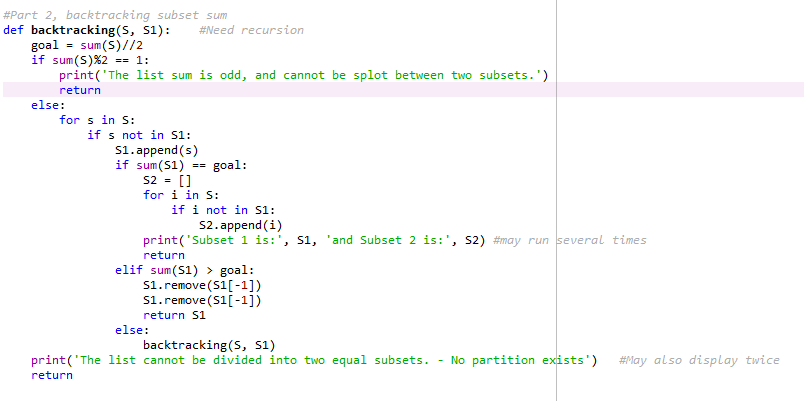 #Part 2, backtracking subset sum
def backtracking(S, S1):    #Need recursion
    goal = sum(S)//2
    if sum(S)%2 == 1:
        print('The list sum is odd, and cannot be splot between two subsets.')
        return
    else:
        for s in S:
            if s not in S1:
                S1.append(s)
                if sum(S1) == goal:
                    S2 = []
                    for i in S:
                        if i not in S1:
                            S2.append(i)
                    print('Subset 1 is:', S1, 'and Subset 2 is:', S2) #may run several times
                    return
                elif sum(S1) > goal:
                    S1.remove(S1[-1])
                    S1.remove(S1[-1])
                    return S1
                else:
                    backtracking(S, S1)
    print('The list cannot be divided into two equal subsets. - No partition exists')   #May also display twice
    return